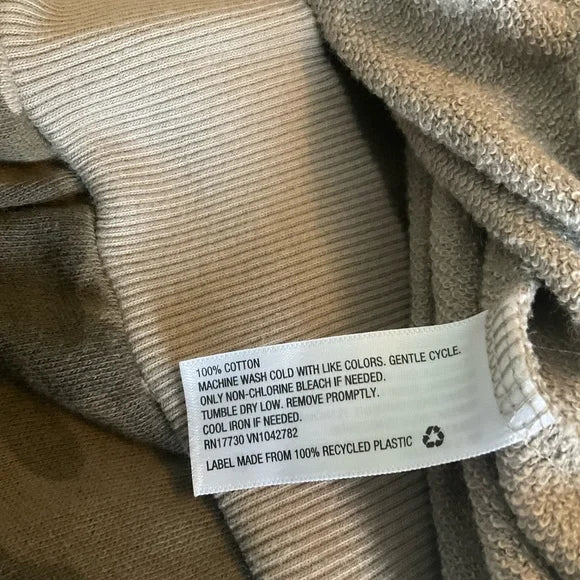 100% COTTON
MACHINE WASH COLD WITH LIKE COLORS. GENTLE CYCLE.
ONLY NON-CHLORINE BLEACH IF NEEDED.
TUMBLE DRY LOW. REMOVE PROMPTLY.
COOL IRON IF NEEDED.
RN17730 VN1042782
LABEL MADE FROM 100% RECYCLED PLASTIC